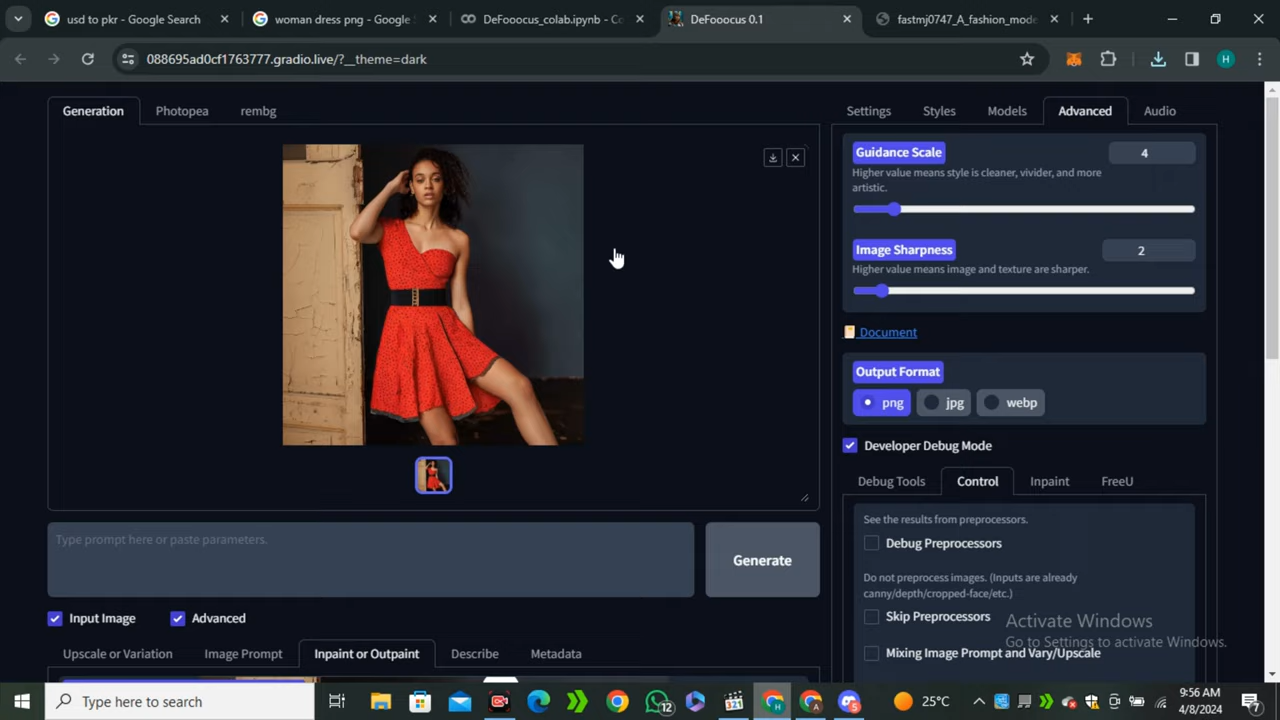 usd to pkr - Google Search
woman dress png - Google
DeFooocus_colab.ipynb - Co
DeFooocus 0.1
fastmj0747_A_fashion_mode
088695ad0cf1763777.gradio.live/?__theme=dark
H
Generation
Photopea
rembg
Settings
Styles
Models
Advanced
Audio
Guidance Scale
4
Higher value means style is cleaner, vivider, and more
artistic.
Image Sharpness
2
Higher value means image and texture are sharper.
Document
Output Format
png
jpg
webp
Developer Debug Mode
Debug Tools
Control
Inpaint
FreeU
See the results from preprocessors.
Debug Preprocessors
Do not preprocess images. (Inputs are already
canny/depth/cropped-face/etc.)
Skip Preprocessors
Mixing Image Prompt and Vary/Upscale
Type prompt here or paste parameters.
Generate
Input Image
Advanced
Upscale or Variation
Image Prompt
Inpaint or Outpaint
Describe
Metadata
Activate Windows
Go to Settings to activate Windows.
Type here to search
12
25°C
9:56 AM
4/8/2024
7